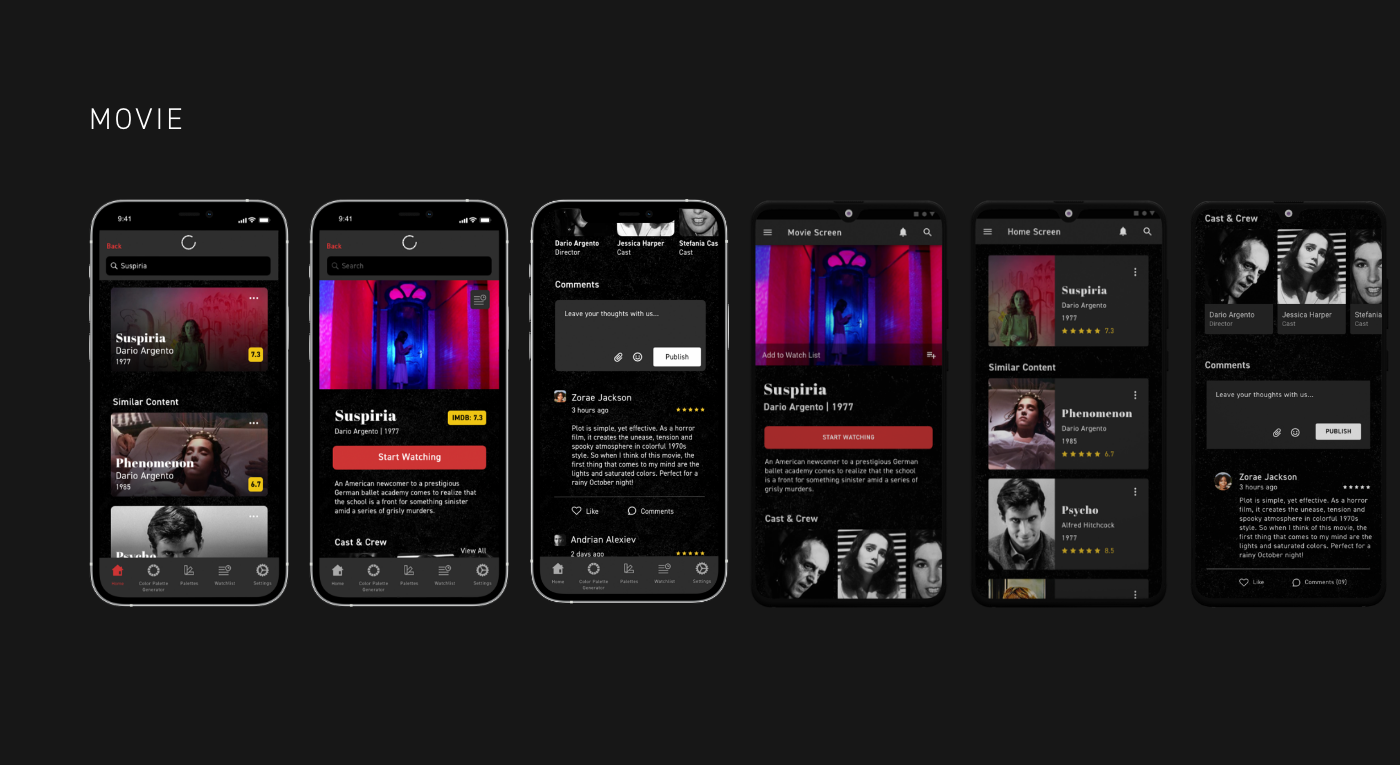 MOVIE
9:41
Back
Suspiria
Suspiria
Dario Argento
1977
7.3
Similar Content
Phenomenon
Dario Argento
1985
6.7
Psycho
Home
Color Palette
Generator
Palettes
Watchlist
Settings
9:41
Back
Search
Suspiria
IMDB: 7.3
Dario Argento | 1977
Start Watching
An American newcomer to a prestigious
German ballet academy comes to realize that
the school is a front for something sinister
amid a series of grisly murders.
Cast & Crew
View All
Home
Color Palette
Generator
Palettes
Watchlist
Settings
Dario Argento
Director
Jessica Harper
Cast
Stefania Cas
Cast
Comments
Leave your thoughts with us...
Publish
Zorae Jackson
3 hours ago
Plot is simple, yet effective. As a horror
film, it creates the unease, tension and
spooky atmosphere in colorful 1970s
style. So when I think of this movie, the
first thing that comes to my mind are the
lights and saturated colors. Perfect for a
rainy October night!
Like
Comments
Andrian Alexiev
2 days ago
Home
Color Palette
Generator
Palettes
Watchlist
Settings
Movie Screen
Add to Watch List
Suspiria
Dario Argento | 1977
START WATCHING
An American newcomer to a prestigious German
ballet academy comes to realize that the school
is a front for something sinister amid a series of
grisly murders.
Cast & Crew
Home Screen
Suspiria
Dario Argento
1977
7.3
Similar Content
Phenomenon
Dario Argento
1985
6.7
Psycho
Alfred Hitchcock
1977
8.5
Cast & Crew
Dario Argento
Director
Jessica Harper
Cast
Stefania
Cast
Comments
Leave your thoughts with us...
PUBLISH
Zorae Jackson
3 hours ago
Plot is simple, yet effective. As a horror
film, it creates the unease, tension and
spooky atmosphere in colorful 1970s
style. So when I think of this movie, the
first thing that comes to my mind are the
lights and saturated colors. Perfect for a
rainy October night!
Like
Comments (09)